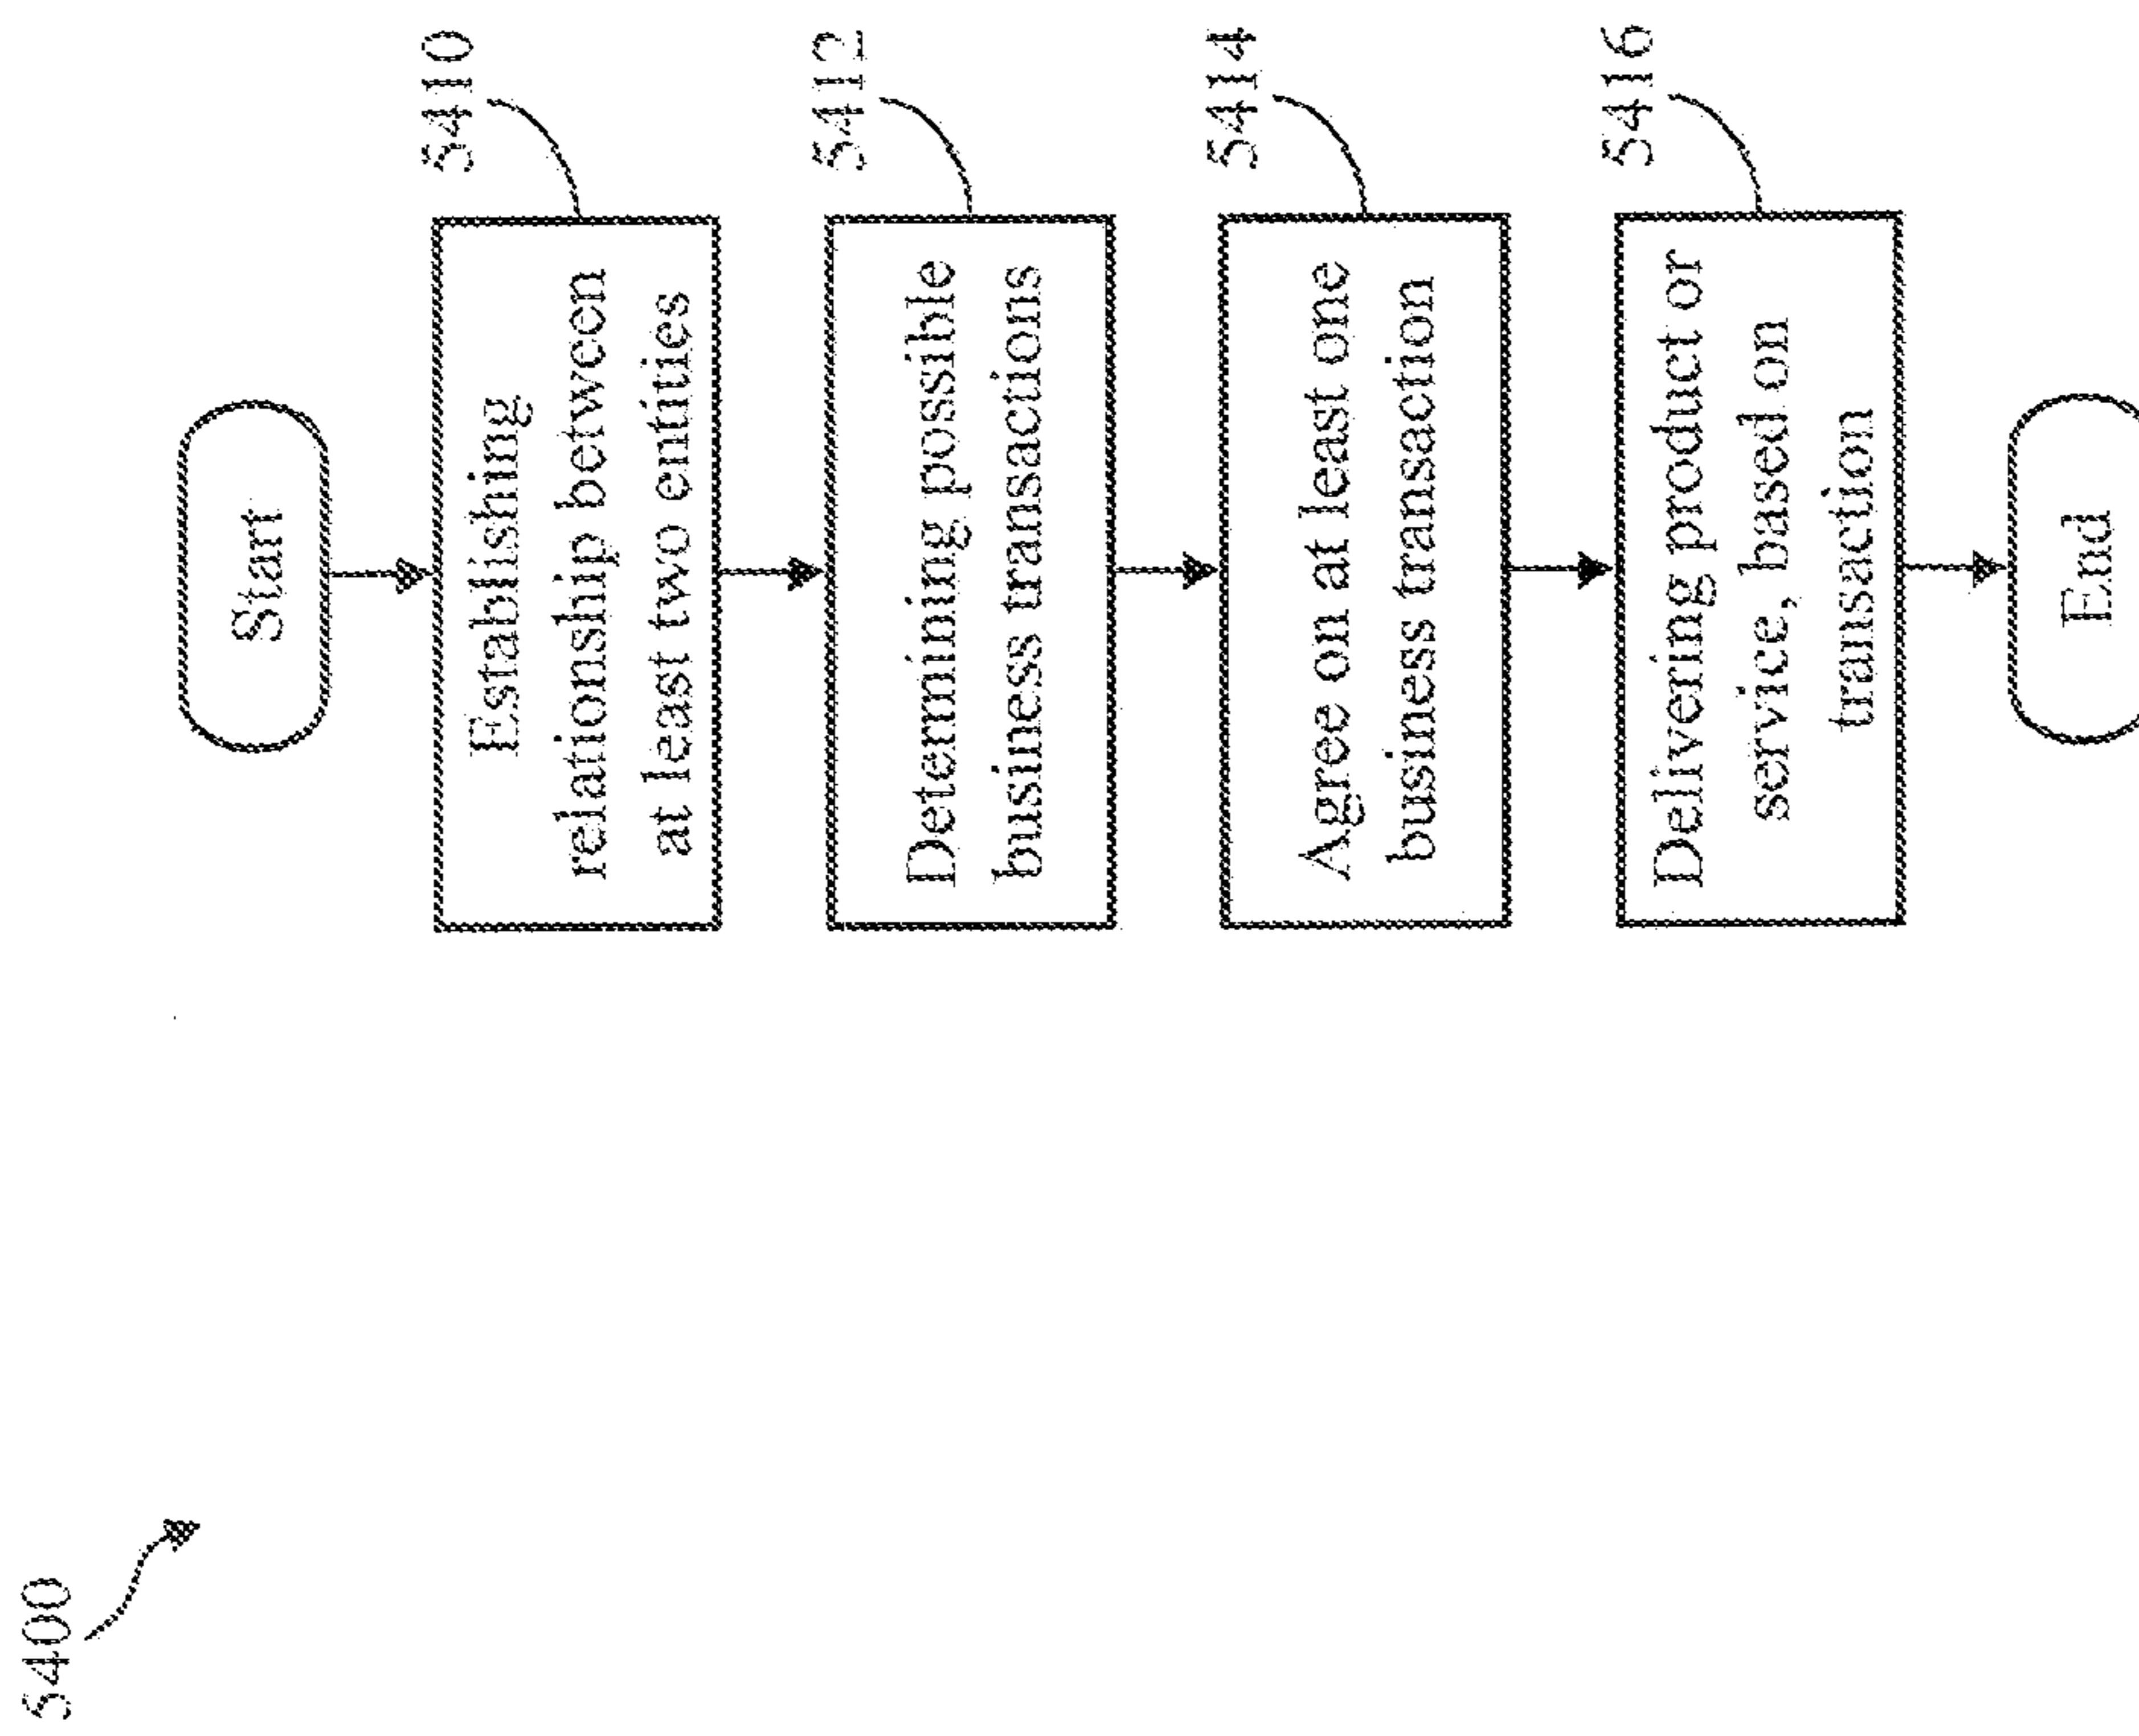 5400
Start
Establishing
relationship between
at least two entities
5410
Determining possible
business transactions
5412
Agree on at least one
business transaction
5414
Delivering product or
service, based on
transaction
5416
End